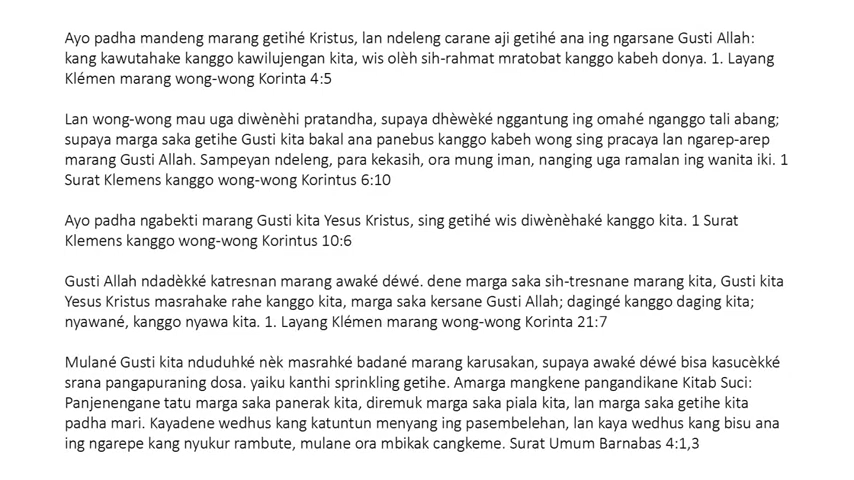 Ayo padha mandeng marang getihé Kristus, lan ndeleng carane aji getihé ana ing ngarsane Gusti Allah:
kang kawutahake kanggo kawilujengan kita, wis olèh sih-rahmat mratobat kanggo kabeh donya. 1. Layang
Klémen marang wong-wong Korinta 4:5
Lan wong-wong mau uga diwènèhi pratandha, supaya dhèwèké nggantung ing omahé nganggo tali abang;
supaya marga saka getihe Gusti kita bakal ana panebus kanggo kabeh wong sing pracaya lan ngarep-arep
marang Gusti Allah. Sampeyan ndeleng, para kekasih, ora mung iman, nanging uga ramalan ing wanita iki. 1
Surat Klemens kanggo wong-wong Korintus 6:10
Ayo padha ngabekti marang Gusti kita Yesus Kristus, sing getihé wis diwènèhaké kanggo kita. 1 Surat
Klemens kanggo wong-wong Korintus 10:6
Gusti Allah ndadèkké katresnan marang awaké déwé. dene marga saka sih-tresnane marang kita, Gusti kita
Yesus Kristus masrahake rahe kanggo kita, marga saka kersane Gusti Allah; dagingé kanggo daging kita;
nyawané, kanggo nyawa kita. 1. Layang Klémen marang wong-wong Korinta 21:7
Mulané Gusti kita nduduhké nèk masrahké badané marang karusakan, supaya awaké déwé bisa kasucèkké
srana pangapuraning dosa. yaiku kanthi sprinkling getihe. Amarga mangkene pangandikane Kitab Suci:
Panjenengane tatu marga saka panerak kita, diremuk marga saka piala kita, lan marga saka getihe kita
padha mari. Kayadene wedhus kang katuntun menyang ing pasembelehan, lan kaya wedhus kang bisu ana
ing ngarepe kang nyukur rambute, mulane ora mbikak cangkeme. Surat Umum Barnabas 4:1,3